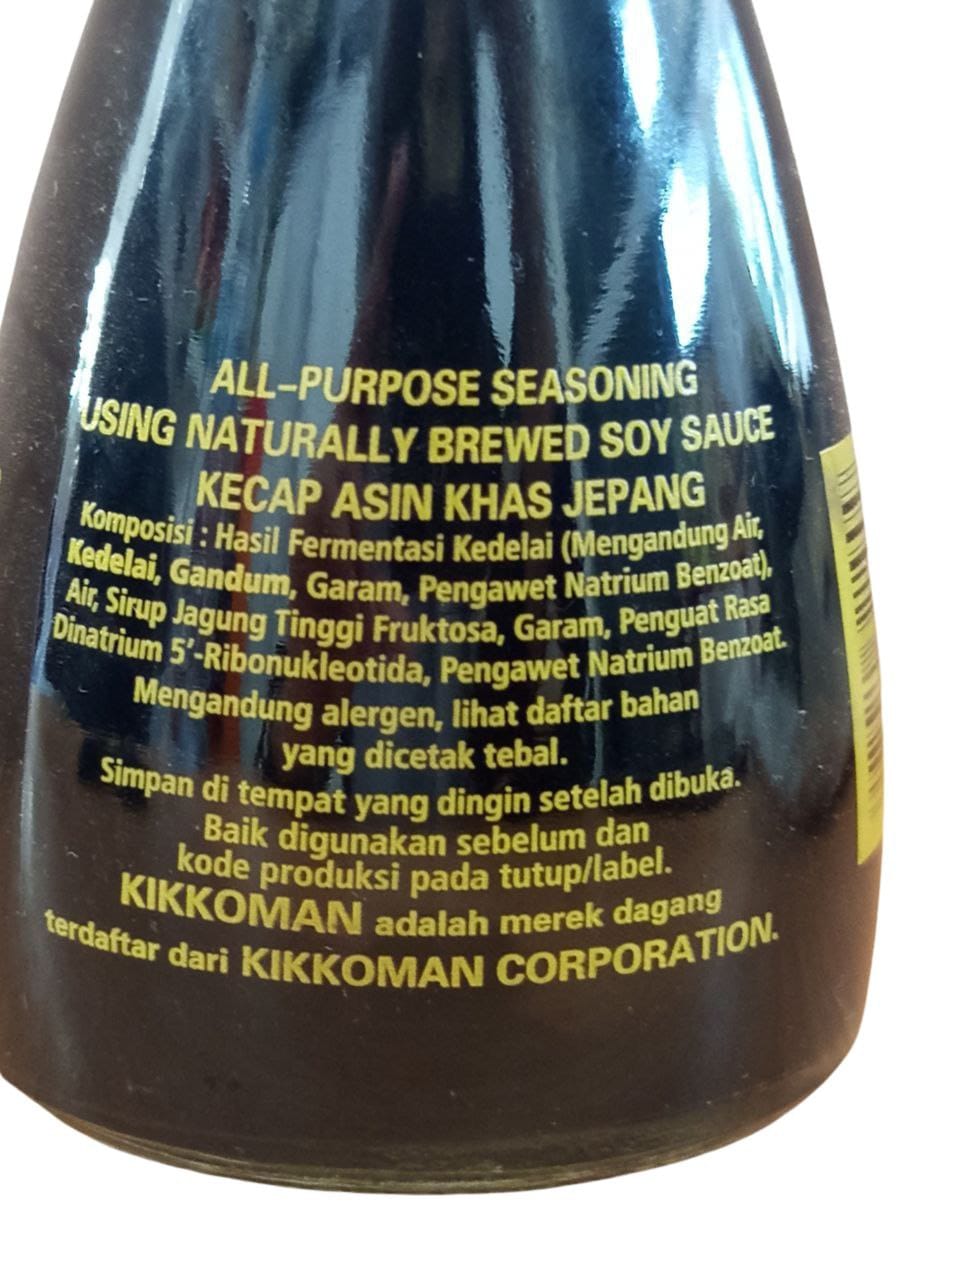 ALL-PURPOSE SEASONING
USING NATURALLY BREWED SOY SAUCE
KECAP ASIN KHAS JEPANG
Komposisi : Hasil Fermentasi Kedelai (Mengandung Air,
Kedelai, Gandum, Garam, Pengawet Natrium Benzoat),
Air, Sirup Jagung Tinggi Fruktosa, Garam, Penguat Rasa
Dinatrium 5'-Ribonukleotida, Pengawet Natrium Benzoat.
Mengandung alergen, lihat daftar bahan
yang dicetak tebal.
Simpan di tempat yang dingin setelah dibuka.
Baik digunakan sebelum dan
kode produksi pada tutup/label.
KIKKOMAN adalah merek dagang
terdaftar dari KIKKOMAN CORPORATION.